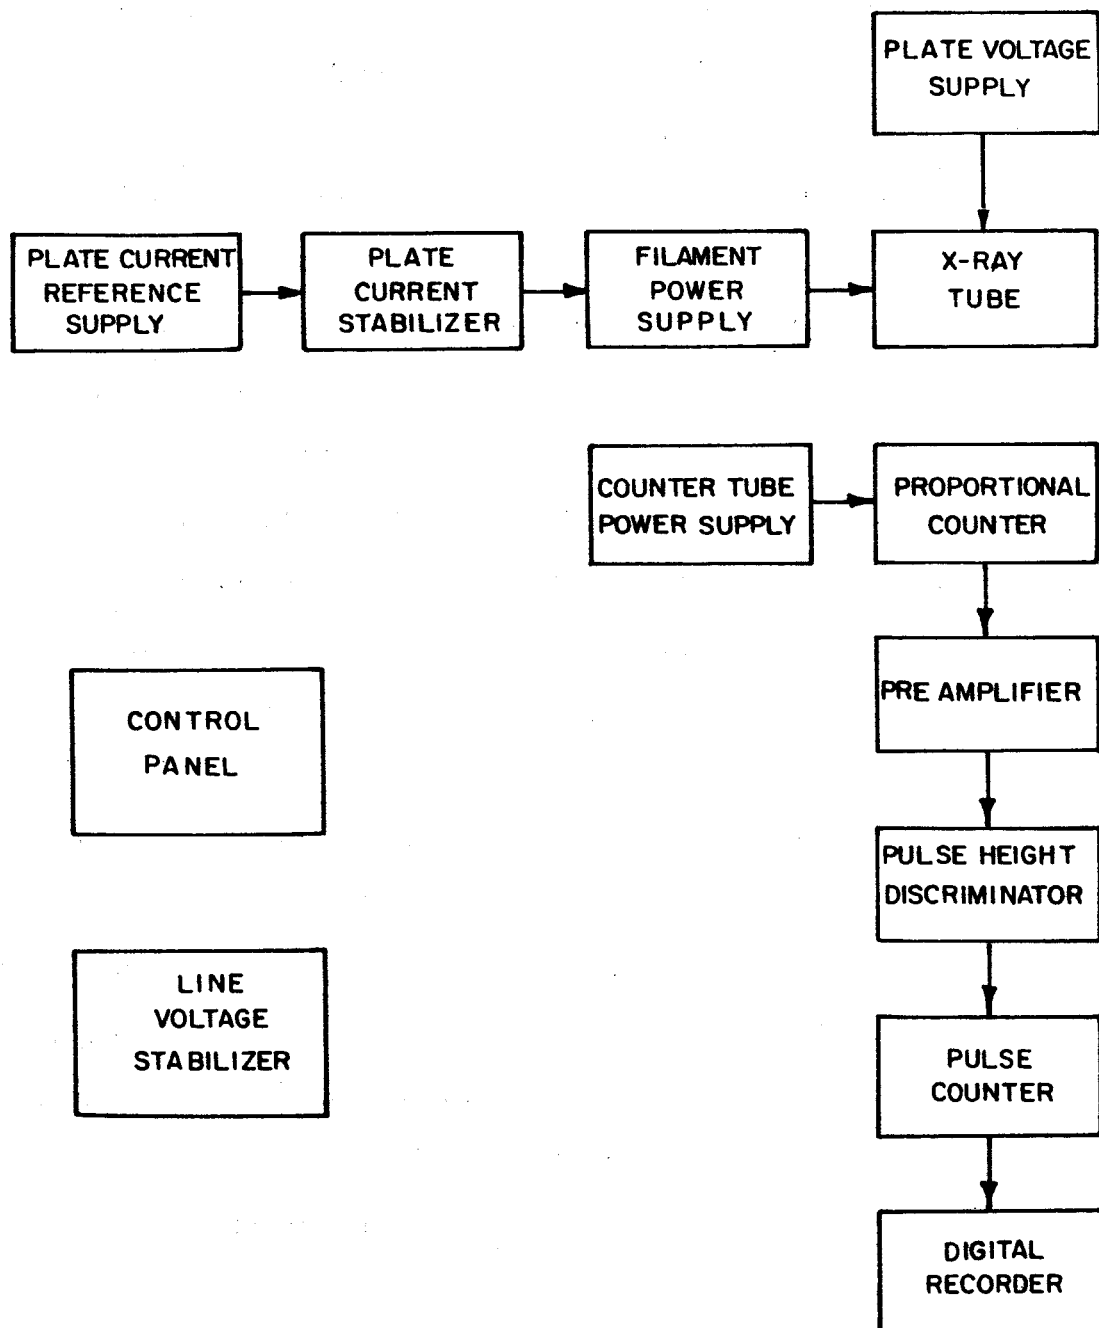 PLATE VOLTAGE
SUPPLY
PLATE CURRENT
REFERENCE
SUPPLY
PLATE
CURRENT
STABILIZER
FILAMENT
POWER
SUPPLY
X-RAY
TUBE
COUNTER TUBE
POWER SUPPLY
PROPORTIONAL
COUNTER
PRE AMPLIFIER
CONTROL
PANEL
PULSE HEIGHT
DISCRIMINATOR
LINE
VOLTAGE
STABILIZER
PULSE
COUNTER
DIGITAL
RECORDER